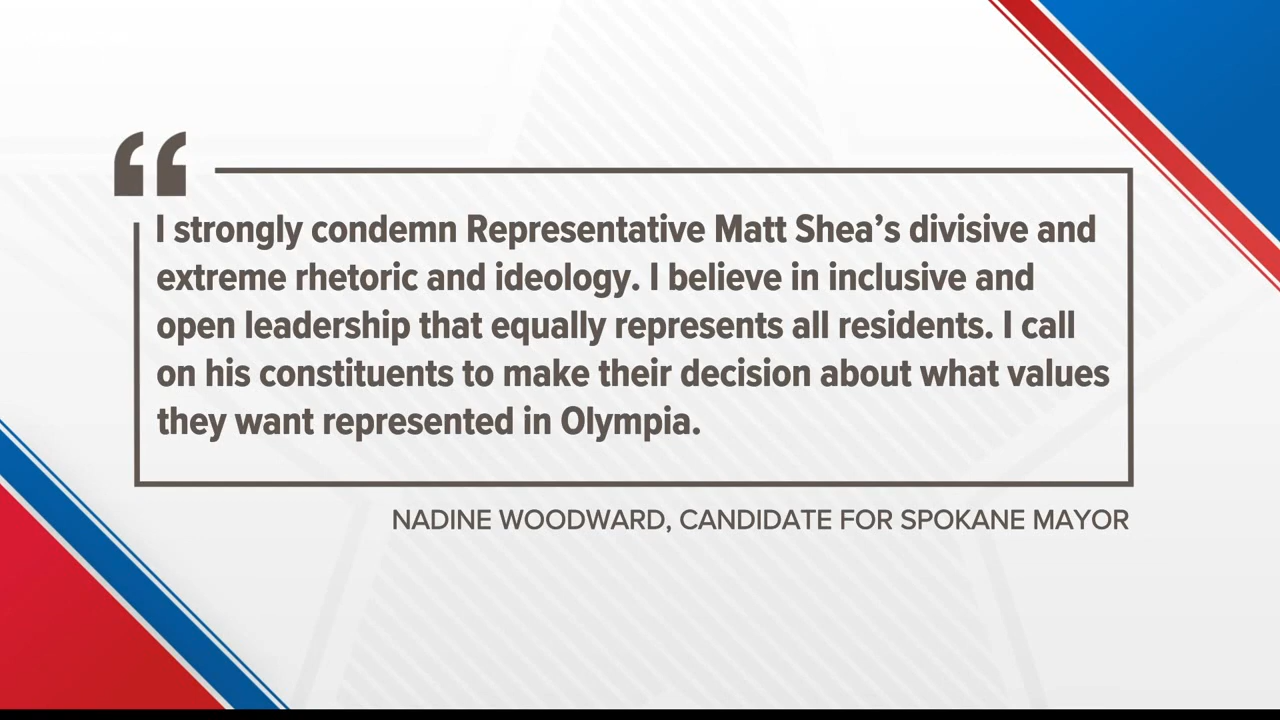 “
I strongly condemn Representative Matt Shea’s divisive and
extreme rhetoric and ideology. I believe in inclusive and
open leadership that equally represents all residents. I call
on his constituents to make their decision about what values
they want represented in Olympia.
NADINE WOODWARD, CANDIDATE FOR SPOKANE MAYOR